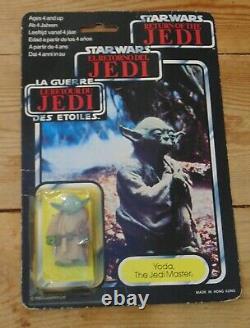 Ages 4 and up
Ab 4 Jahren
Leeftijd vanaf 4 jaar
Edad a partir de los 4 años
A partir de 4 ans
Dai 4 anni in su
STAR WARS
RETURN OF THE
JEDI
STAR WARS
EL RETORNO DEL
JEDI
LA GUERRE
LE RETOUR DU
JEDI
DES ETOILES
Yoda,
The Jedi Master
MADE IN HONG KONG